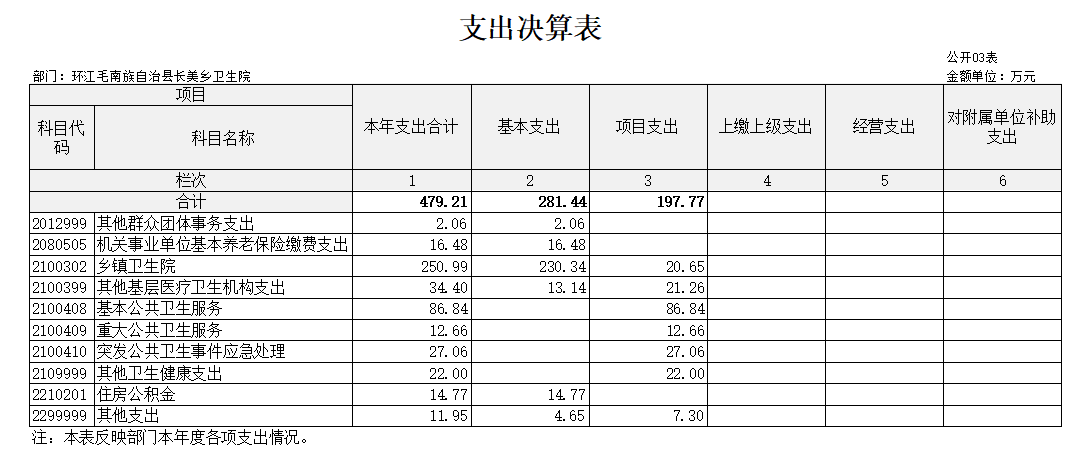 支出决算表
公开03表
部门：环江毛南族自治县长美乡卫生院 金额单位：万元
项目 本年支出合计 基本支出 项目支出 上缴上级支出 经营支出 对附属单位补助支出
科目代码 科目名称
栏次 1 2 3 4 5 6
合计 479.21 281.44 197.77
2012999 其他群众团体事务支出 2.06 2.06
2080505 机关事业单位基本养老保险缴费支出 16.48 16.48
2100302 乡镇卫生院 250.99 230.34 20.65
2100399 其他基层医疗卫生机构支出 34.40 13.14 21.26
2100408 基本公共卫生服务 86.84 86.84
2100409 重大公共卫生服务 12.66 12.66
2100410 突发公共卫生事件应急处理 27.06 27.06
2109999 其他卫生健康支出 22.00 22.00
2210201 住房公积金 14.77 14.77
2299999 其他支出 11.95 4.65 7.30
注：本表反映部门本年度各项支出情况。